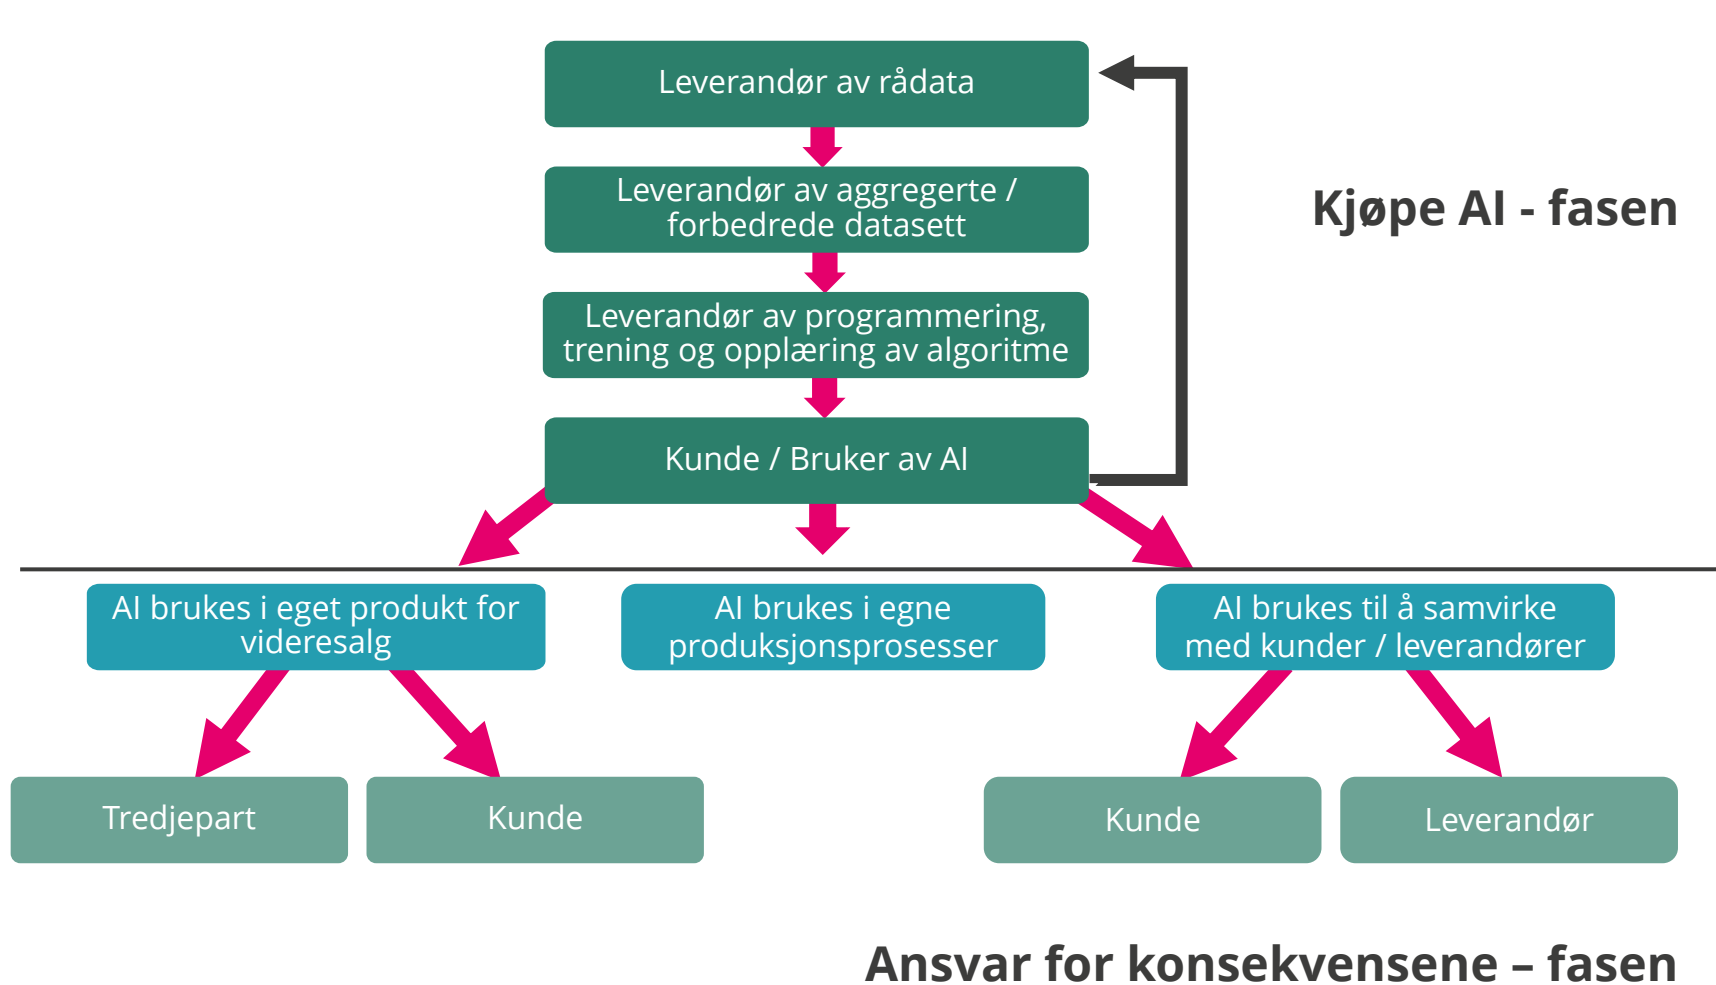 Leverandør av rådata
Leverandør av aggregerte /
forbedrede datasett
Kjøpe AI - fasen
Leverandør av programmering,
trening og opplæring av algoritme
Kunde / Bruker av AI
AI brukes i eget produkt for
videresalg
AI brukes i egne
produksjonsprosesser
AI brukes til å samvirke
med kunder / leverandører
Tredjepart
Kunde
Kunde
Leverandør
Ansvar for konsekvensene – fasen